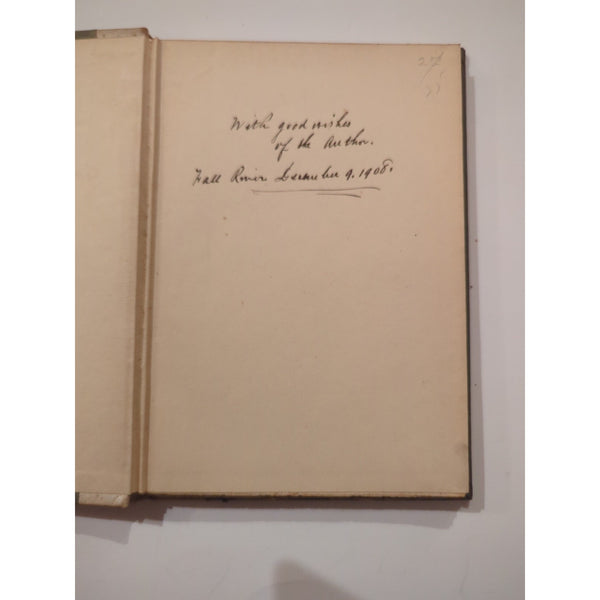 With good wishes
of the Author.
Fall River December 9. 1908.